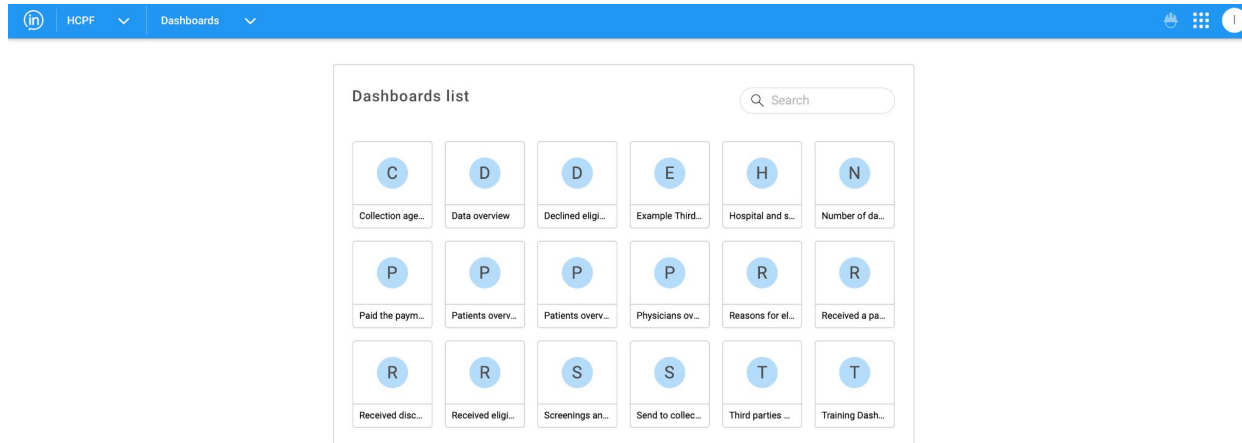 in HCPF Dashboards I
Dashboards list Search
C D D E H N
Collection age... Data overview Declined eligi... Example Third... Hospital and s... Number of da...
P P P P R R
Paid the paym... Patients overv... Patients overv... Physicians ov... Reasons for el... Received a pa...
R R S S T T
Received disc... Received eligi... Screenings an... Send to collec... Third parties ... Training Dash...